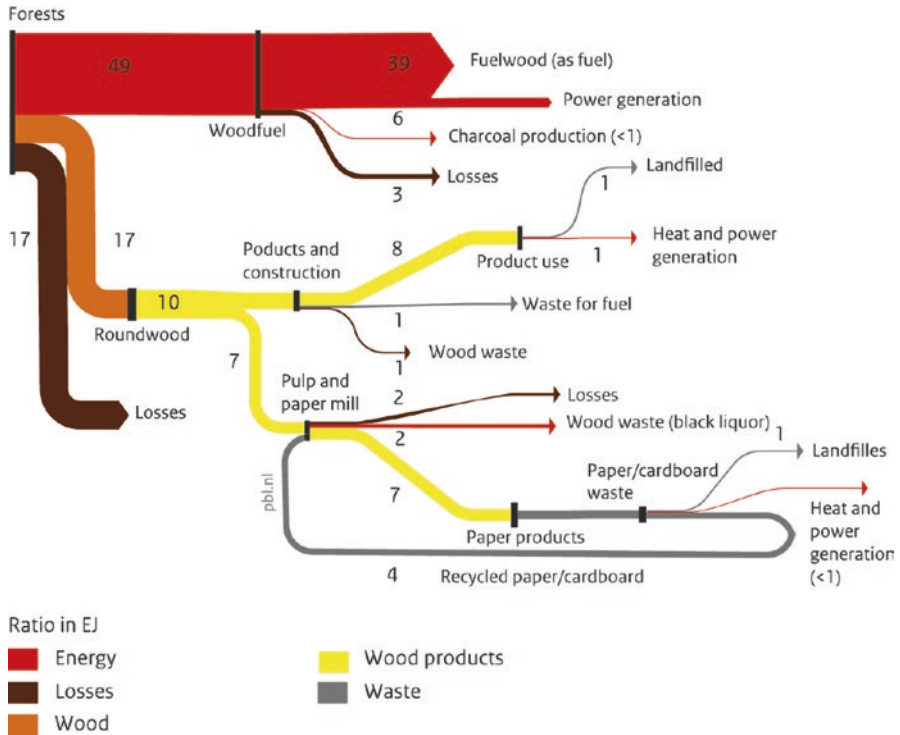 Forests
49
39
Fuelwood (as fuel)
Power generation
6
Woodfuel
Charcoal production (<1)
Losses
3
Landfilled
1
17
17
Poducts and
construction
8
Product use
1
Heat and power
generation
10
Roundwood
Waste for fuel
1
Wood waste
1
7
Pulp and
paper mill
2
Losses
Wood waste (black liquor)
2
Losses
1
Landfilles
Paper/cardboard
waste
7
pbl.nl
Paper products
Heat and
power
generation
(<1)
4
Recycled paper/cardboard
Ratio in EJ
Energy
Losses
Wood
Wood products
Waste